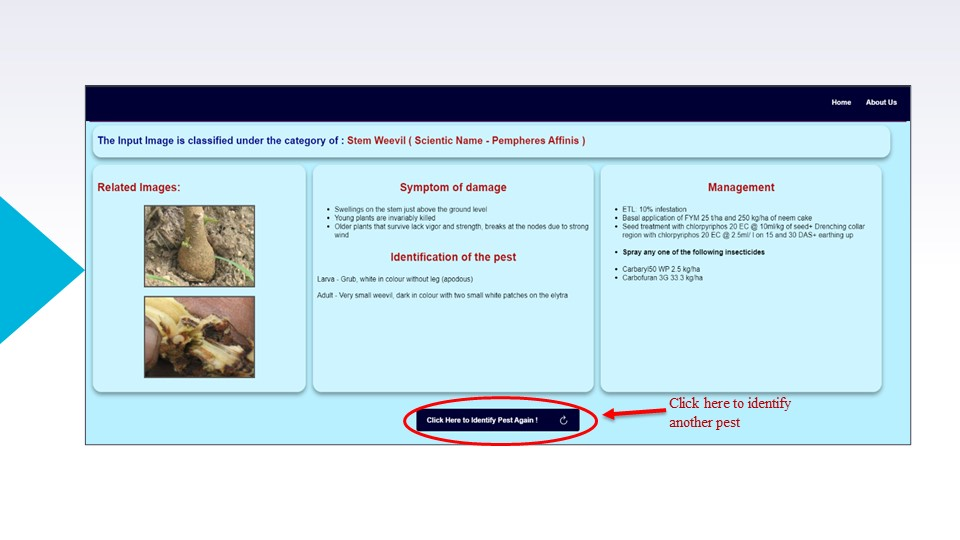 Home About Us
The Input Image is classified under the category of : Stem Weevil ( Scientic Name - Pempheres Affinis )
Related Images:
Symptom of damage
Swellings on the stem just above the ground level
Young plants are invariably killed
Older plants that survive lack vigor and strength, breaks at the nodes due to strong
wind
Identification of the pest
Larva - Grub, white in colour without leg (apodous)
Adult - Very small weevil, dark in colour with two small white patches on the elytra
Management
ETL: 10% infestation
Basal application of FYM 25 t/ha and 250 kg/ha of neem cake
Seed treatment with chlorpyriphos 20 EC @ 10ml/kg of seed+ Drenching collar
region with chlorpyriphos 20 EC @ 2.5ml/ l on 15 and 30 DAS+ earthing up
Spray any one of the following insecticides
Carbaryl50 WP 2.5 kg/ha
Carbofuran 3G 33.3 kg/ha
Click Here to Identify Pest Again !
Click here to identify
another pest